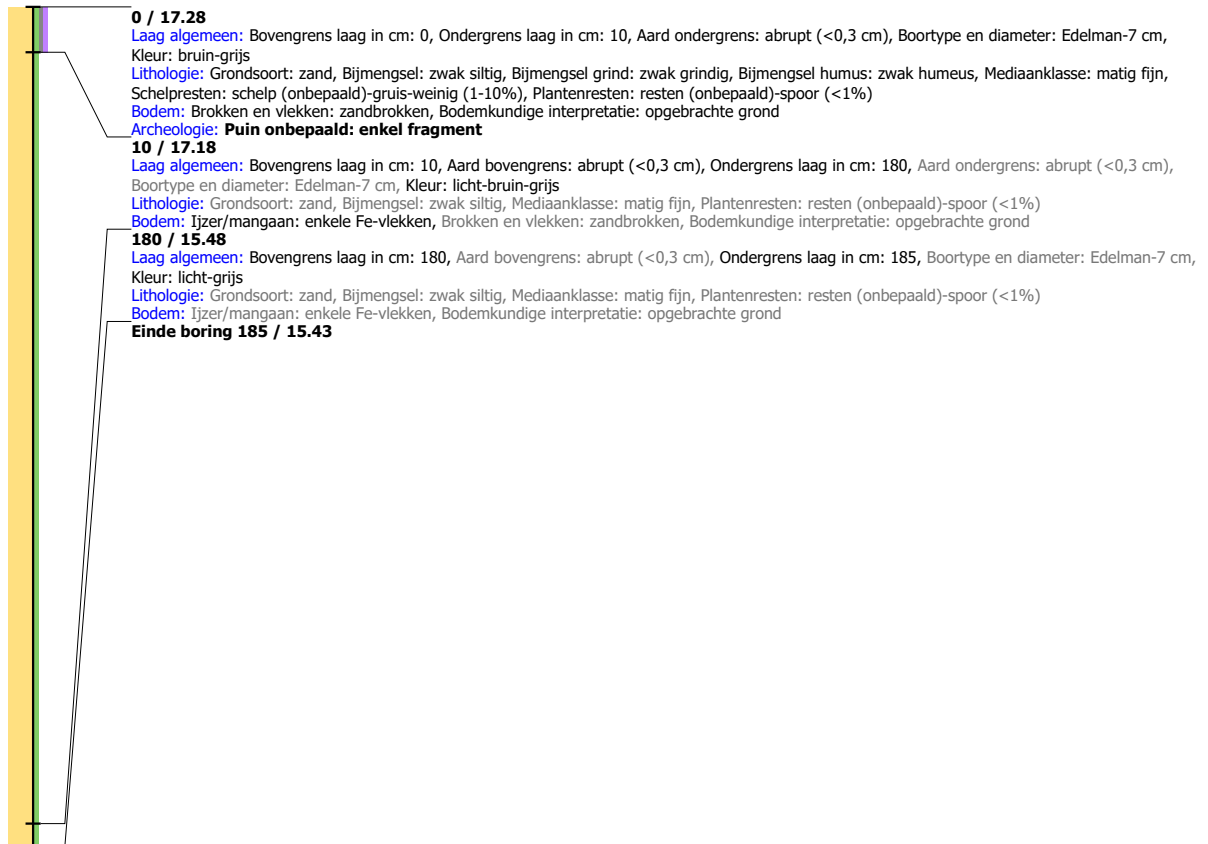 0 / 17.28
Laag algemeen: Bovengrens laag in cm: 0, Ondergrens laag in cm: 10, Aard ondergrens: abrupt (<0,3 cm), Boortype en diameter: Edelman-7 cm,
Kleur: bruin-grijs
Lithologie: Grondsoort: zand, Bijmengsel: zwak siltig, Bijmengsel grind: zwak grindig, Bijmengsel humus: zwak humeus, Mediaanklasse: matig fijn,
Schelpresten: schelp (onbepaald)-gruis-weinig (1-10%), Plantenresten: resten (onbepaald)-spoor (<1%)
Bodem: Brokken en vlekken: zandbrokken, Bodemkundige interpretatie: opgebrachte grond
Archeologie: Puin onbepaald: enkel fragment
10 / 17.18
Laag algemeen: Bovengrens laag in cm: 10, Aard bovengrens: abrupt (<0,3 cm), Ondergrens laag in cm: 180, Aard ondergrens: abrupt (<0,3 cm),
Boortype en diameter: Edelman-7 cm, Kleur: licht-bruin-grijs
Lithologie: Grondsoort: zand, Bijmengsel: zwak siltig, Mediaanklasse: matig fijn, Plantenresten: resten (onbepaald)-spoor (<1%)
Bodem: Ijzer/mangaan: enkele Fe-vlekken, Brokken en vlekken: zandbrokken, Bodemkundige interpretatie: opgebrachte grond
180 / 15.48
Laag algemeen: Bovengrens laag in cm: 180, Aard bovengrens: abrupt (<0,3 cm), Ondergrens laag in cm: 185, Boortype en diameter: Edelman-7 cm,
Kleur: licht-grijs
Lithologie: Grondsoort: zand, Bijmengsel: zwak siltig, Mediaanklasse: matig fijn, Plantenresten: resten (onbepaald)-spoor (<1%)
Bodem: Ijzer/mangaan: enkele Fe-vlekken, Bodemkundige interpretatie: opgebrachte grond
Einde boring 185 / 15.43